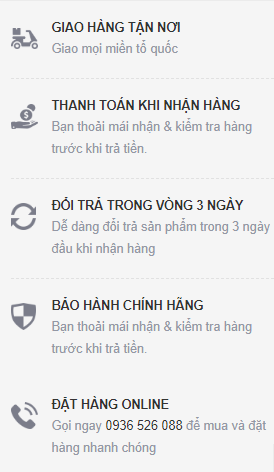 GIAO HÀNG TẬN NƠI
Giao mọi miền tổ quốc
THANH TOÁN KHI NHẬN HÀNG
Bạn thoải mái nhận & kiểm tra hàng
trước khi trả tiền.
ĐỔI TRẢ TRONG VÒNG 3 NGÀY
Dễ dàng đổi trả sản phẩm trong 3 ngày
đầu khi nhận hàng
BẢO HÀNH CHÍNH HÃNG
Bạn thoải mái nhận & kiểm tra hàng
trước khi trả tiền.
ĐẶT HÀNG ONLINE
Gọi ngay 0936 526 088 để mua và đặt
hàng nhanh chóng